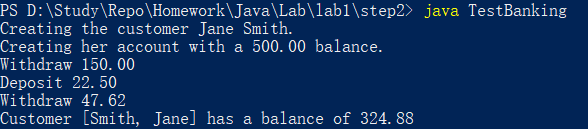 PS D:\Study\Repo\Homework\Java\Lab\lab1\step2> java TestBanking
Creating the customer Jane Smith.
Creating her account with a 500.00 balance.
Withdraw 150.00
Deposit 22.50
Withdraw 47.62
Customer [Smith, Jane] has a balance of 324.88